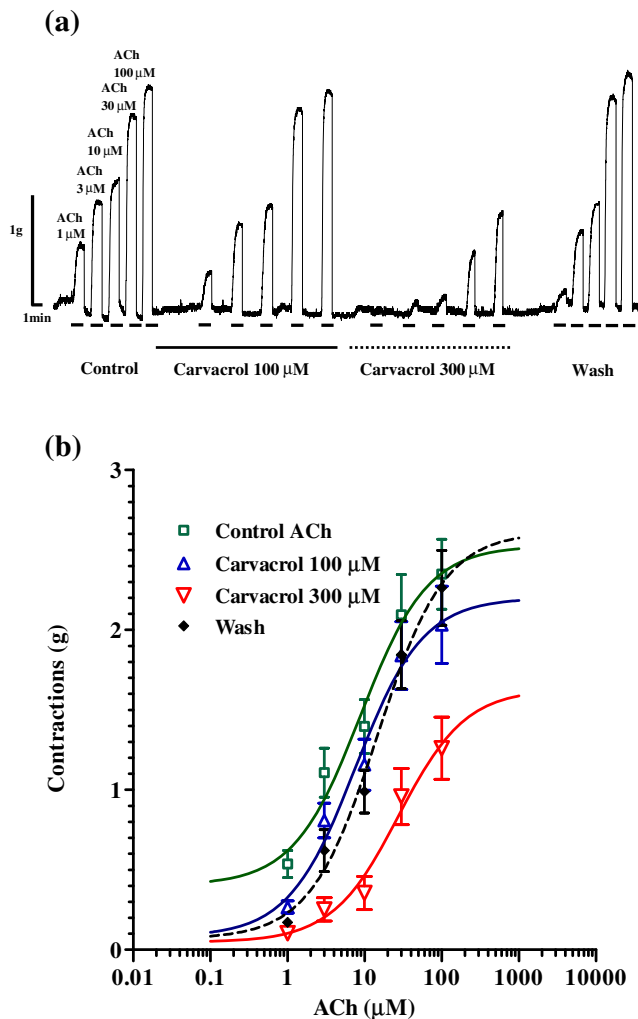 (a)
ACh
100 μM
ACh
30 μM
ACh
10 μM
ACh
3 μM
ACh
1 μM
1g
1min
Control
Carvacrol 100 μM
Carvacrol 300 μM
Wash
(b)
3
2
1
0
Contractions (g)
Control ACh
Carvacrol 100 μM
Carvacrol 300 μM
Wash
0.01 0.1 1 10 100 1000 10000
ACh (μM)